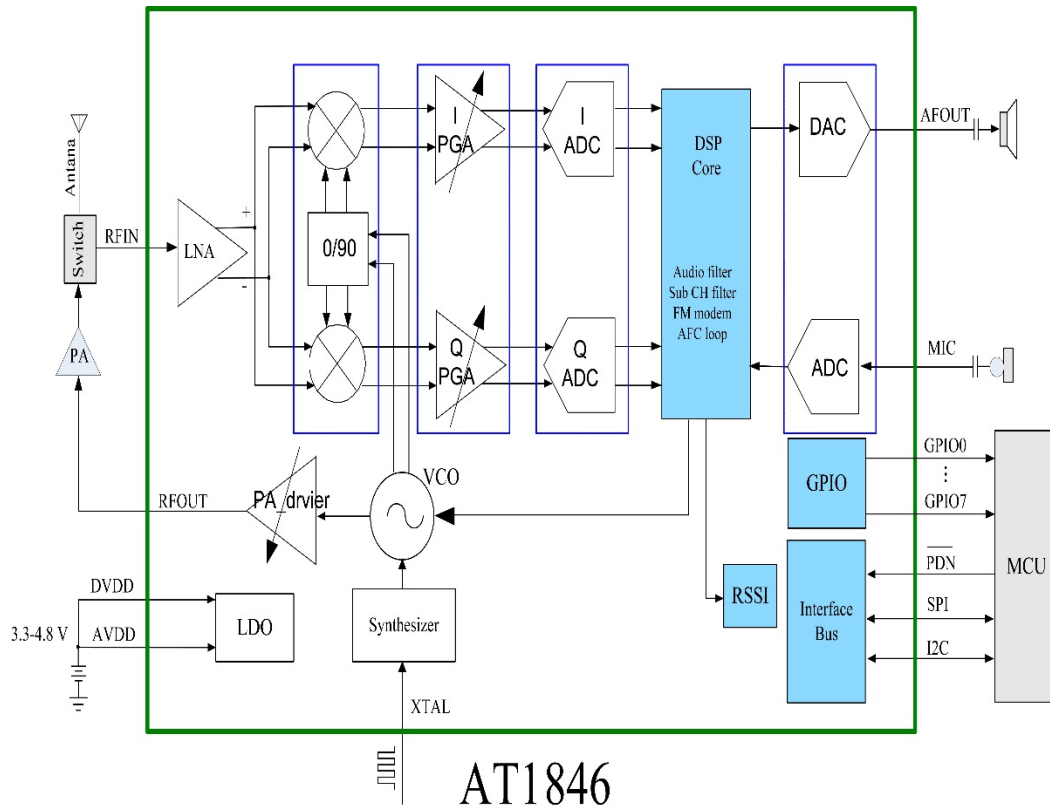 Antana
Switch
RFIN
PA
LNA
+
-
0/90
I
PGA
Q
PGA
I
ADC
Q
ADC
DSP
Core
Audio filter
Sub CH filter
FM modem
AFC loop
DAC
AFOUT
ADC
MIC
RFOUT
PA_drvier
VCO
GPIO
GPIO0
⋮
GPIO7
MCU
RSSI
Interface
Bus
PDN
SPI
I2C
DVDD
3.3-4.8 V
AVDD
LDO
Synthesizer
XTAL
AT1846